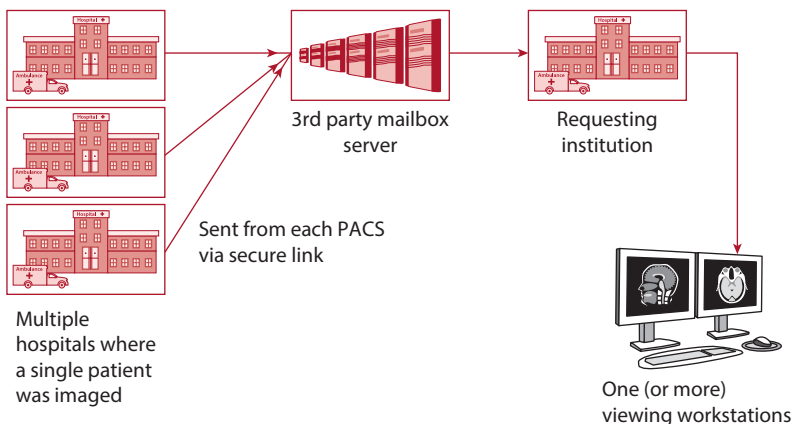 Hospital +
Ambulance
Hospital +
Ambulance
Hospital +
Ambulance
Hospital +
Ambulance
3rd party mailbox
server
Requesting
institution
Sent from each PACS
via secure link
Multiple
hospitals where
a single patient
was imaged
One (or more)
viewing workstations